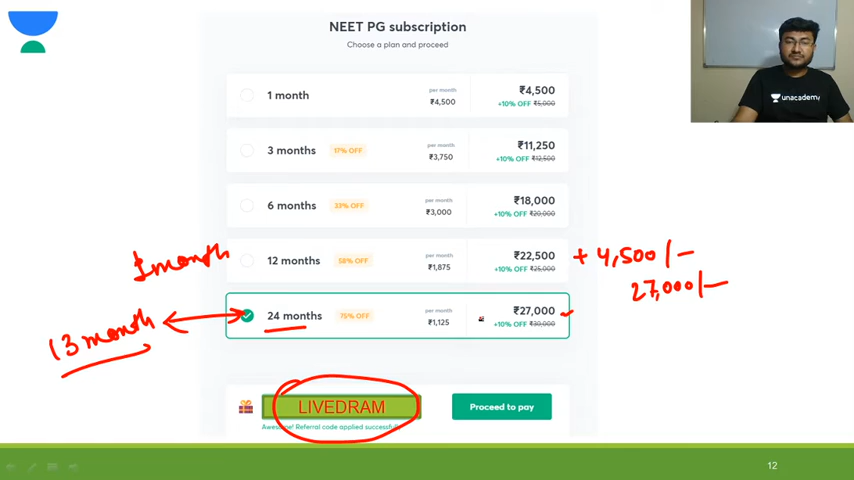 NEET PG subscription
Choose a plan and proceed
unacademy
1 month
per month
₹4,500
₹4,500
+10% OFF ₹5,000
3 months 17% OFF
per month
₹3,750
₹11,250
+10% OFF ₹12,500
6 months 33% OFF
per month
₹3,000
₹18,000
+10% OFF ₹20,000
1 month
12 months 58% OFF
per month
₹1,875
₹22,500
+10% OFF ₹25,000
+ 4,500/-
27,000/-
13 month
24 months 75% OFF
per month
₹1,125
₹27,000
+10% OFF ₹30,000
LIVEDRAM
Awesome! Referral code applied successfully
Proceed to pay
12